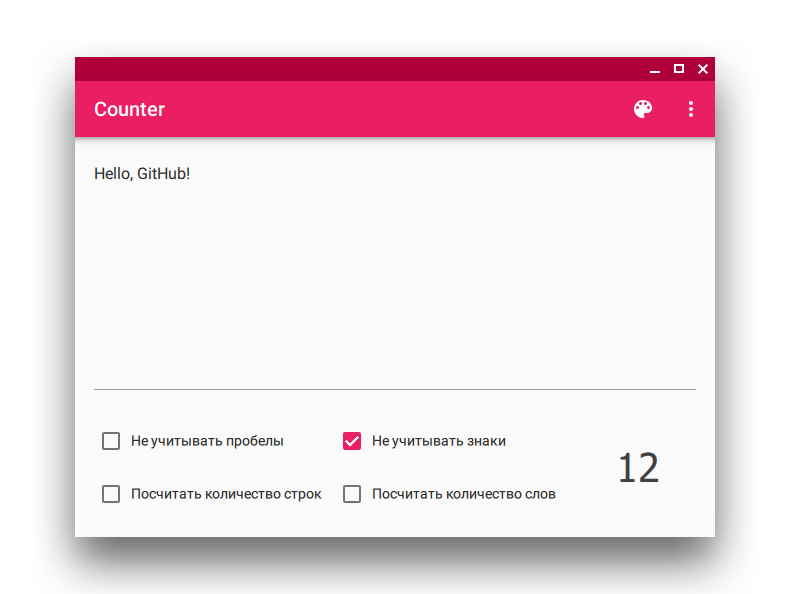 Counter
Hello, GitHub!
Не учитывать пробелы
Не учитывать знаки
Посчитать количество строк
Посчитать количество слов
12